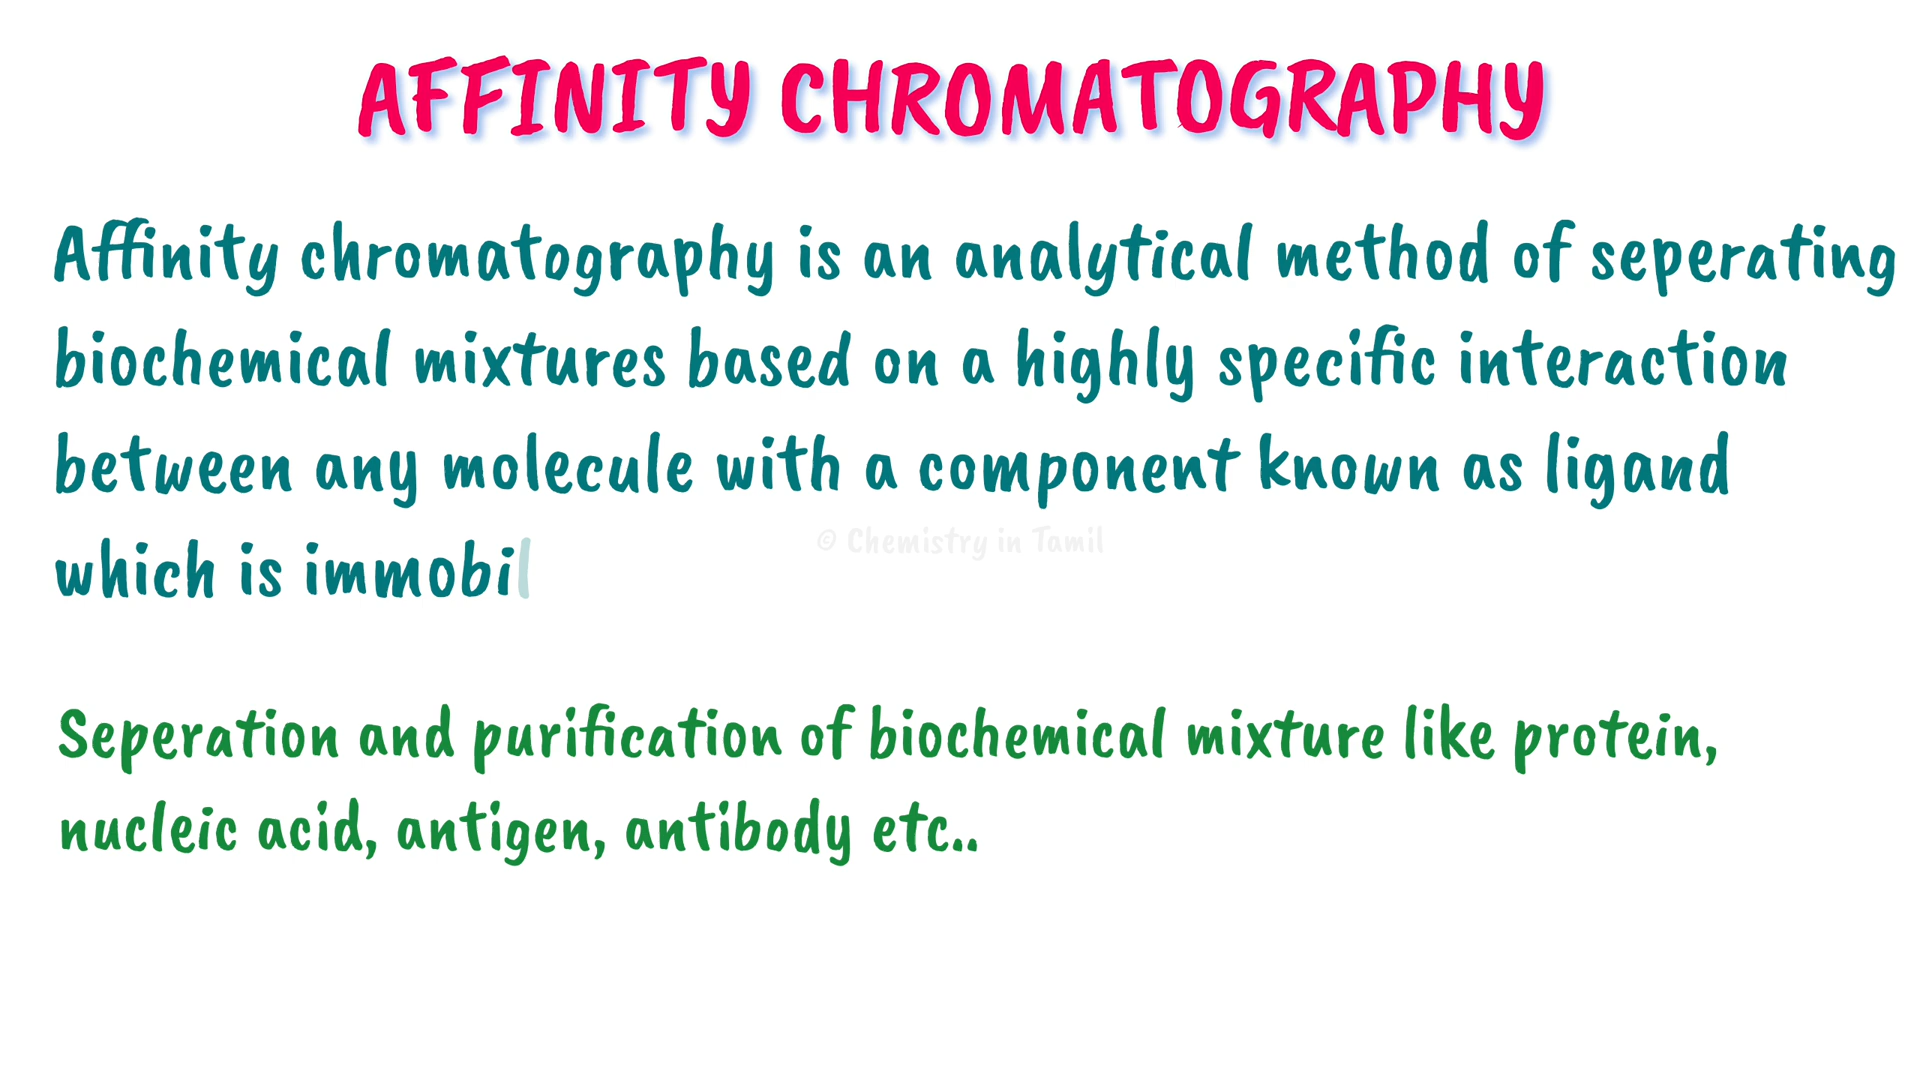 AFFINITY CHROMATOGRAPHY
Affinity chromatography is an analytical method of seperating
biochemical mixtures based on a highly specific interaction
between any molecule with a component known as ligand
© Chemistry in Tamil
which is immobil
Seperation and purification of biochemical mixture like protein,
nucleic acid, antigen, antibody etc..